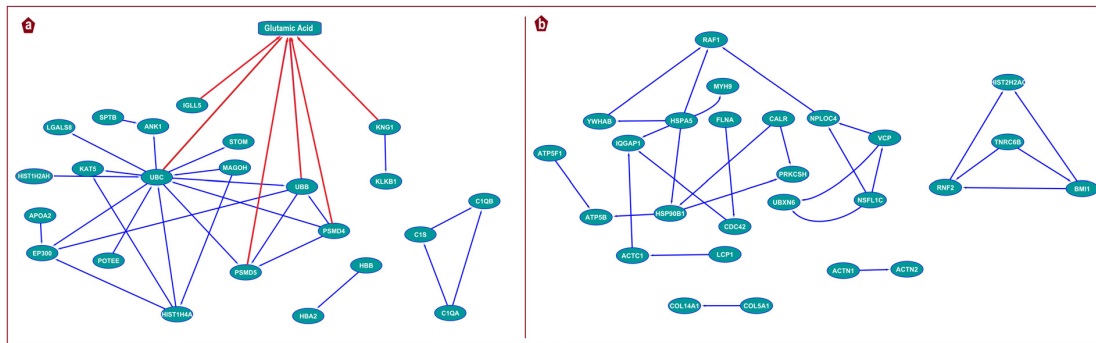 a
Glutamic Acid
IGLL5
SPTB
ANK1
LGALS8
KNG1
STOM
KAT5
MAGOH
HIST1H2AH
UBC
KLKB1
UBB
C1QB
APOA2
PSMD4
C1S
EP300
POTEE
HBB
PSMD5
HIST1H4A
HBA2
C1QA
b
RAF1
MYH9
HIST2H2AC
YWHAB
HSPA5
FLNA
CALR
NPLOC4
IQGAP1
VCP
TNRC6B
ATP5F1
PRKCSH
RNF2
BMI1
UBXN6
NSFL1C
ATP5B
HSP90B1
CDC42
ACTC1
LCP1
ACTN1
ACTN2
COL14A1
COL5A1